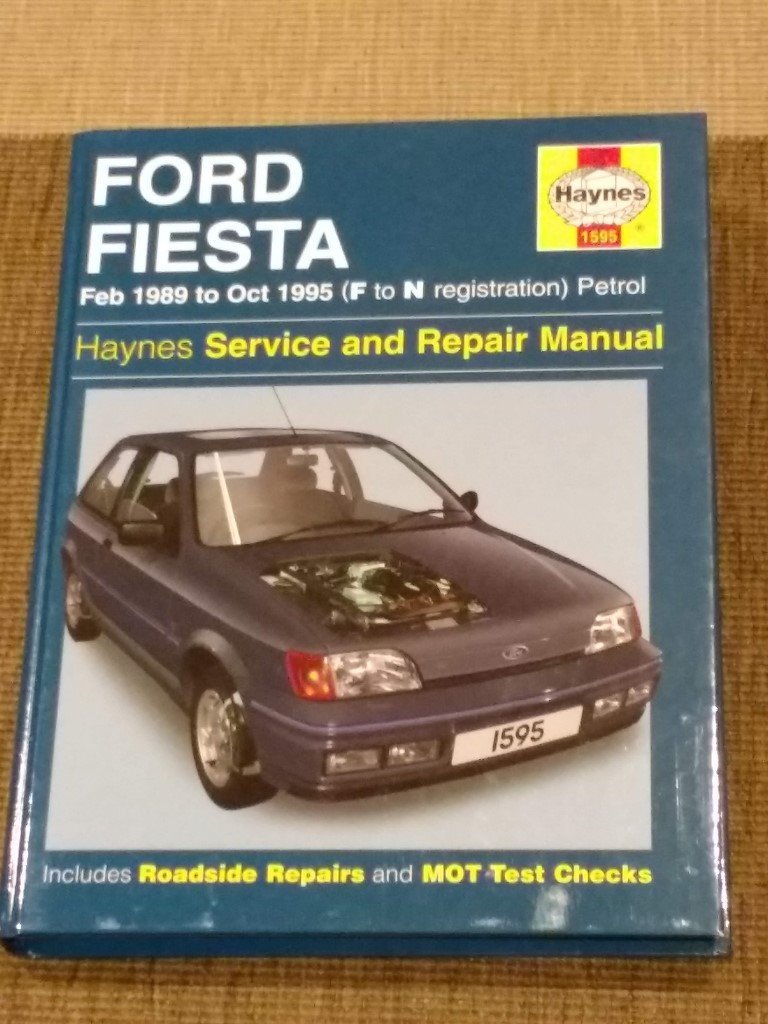 FORD
FIESTA
Haynes
®
1595
Feb 1989 to Oct 1995 (F to N registration) Petrol
Haynes Service and Repair Manual
Ford
1595
Includes Roadside Repairs and MOT Test Checks